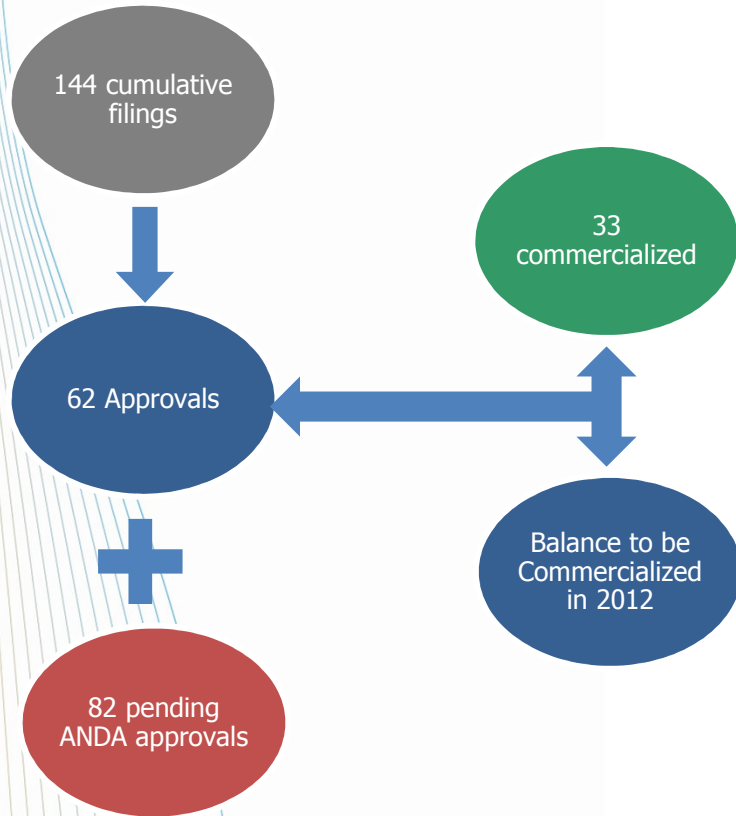 144 cumulative
filings
33
commercialized
62 Approvals
Balance to be
Commercialized
in 2012
82 pending
ANDA approvals